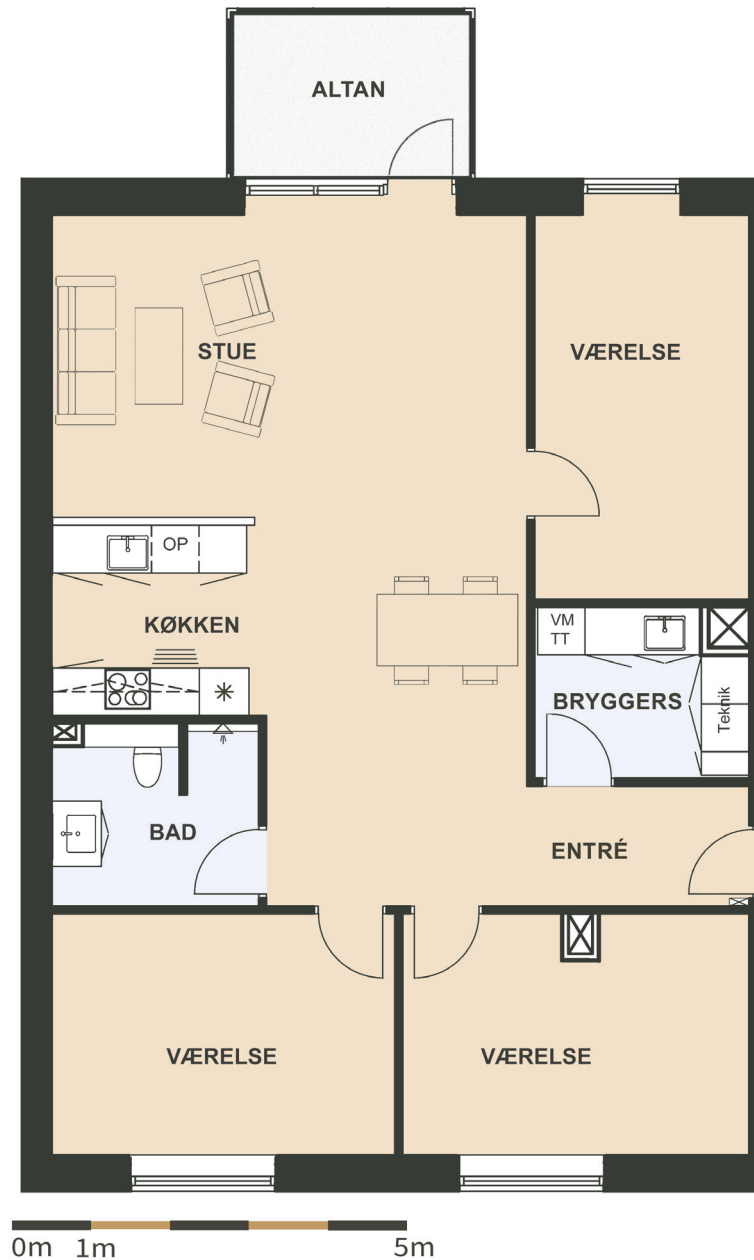 ALTAN
STUE
VÆRELSE
OP
KØKKEN
VM
TT
BRYGGERS
Teknik
BAD
ENTRÉ
VÆRELSE
VÆRELSE
0m 1m 5m